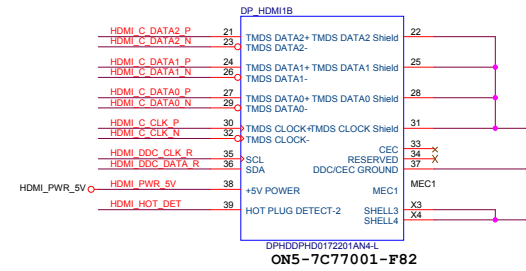 DP_HDMI1B
HDMI_C_DATA2_P 21 TMDS DATA2+ TMDS DATA2 Shield 22
HDMI_C_DATA2_N 23 TMDS DATA2-
HDMI_C_DATA1_P 24 TMDS DATA1+ TMDS DATA1 Shield 25
HDMI_C_DATA1_N 26 TMDS DATA1-
HDMI_C_DATA0_P 27 TMDS DATA0+ TMDS DATA0 Shield 28
HDMI_C_DATA0_N 29 TMDS DATA0-
HDMI_C_CLK_P 30 TMDS CLOCK+TMDS CLOCK Shield 31
HDMI_C_CLK_N 32 TMDS CLOCK-
CEC 33
HDMI_DDC_CLK_R 35 SCL RESERVED 34
HDMI_DDC_DATA_R 36 SDA DDC/CEC GROUND 37
HDMI_PWR_5V HDMI_PWR_5V 38 +5V POWER MEC1 MEC1
HDMI_HOT_DET 39 HOT PLUG DETECT-2 SHELL3 X3
SHELL4 X4
DPHDDPHD0172201AN4-L
ON5-7C77001-F82